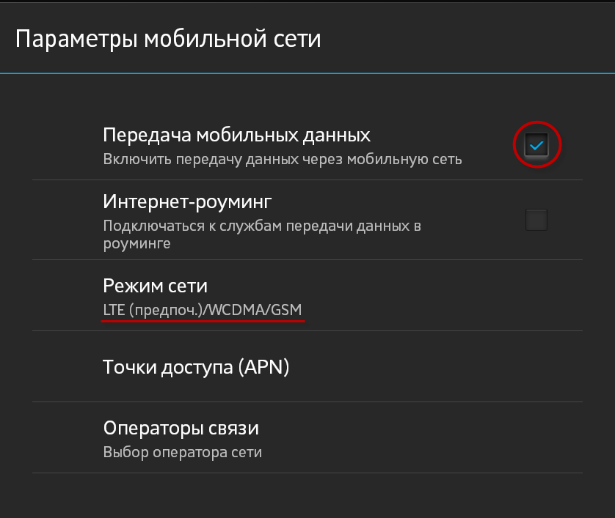 Параметры мобильной сети
Передача мобильных данных
Включить передачу данных через мобильную сеть
Интернет-роуминг
Подключаться к службам передачи данных в
роуминге
Режим сети
LTE (предпоч.)/WCDMA/GSM
Точки доступа (APN)
Операторы связи
Выбор оператора сети